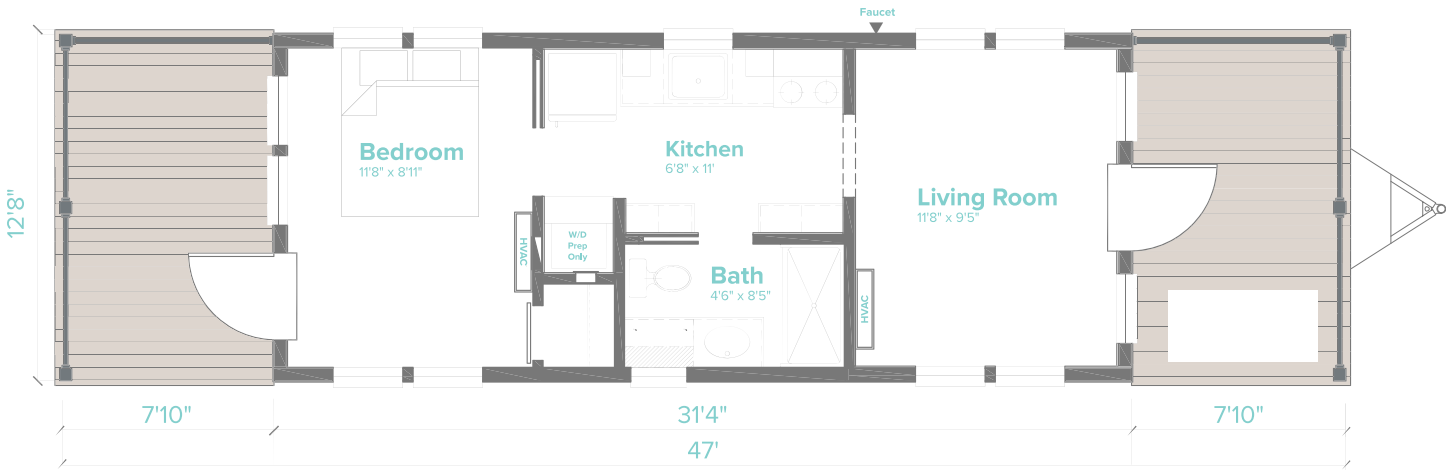 Faucet
12'8"
Bedroom
11'8" x 8'11"
Kitchen
6'8" x 11'
Living Room
11'8" x 9'5"
W/D
Prep
Only
HVAC
Bath
4'6" x 8'5"
HVAC
7'10"
31'4"
7'10"
47'